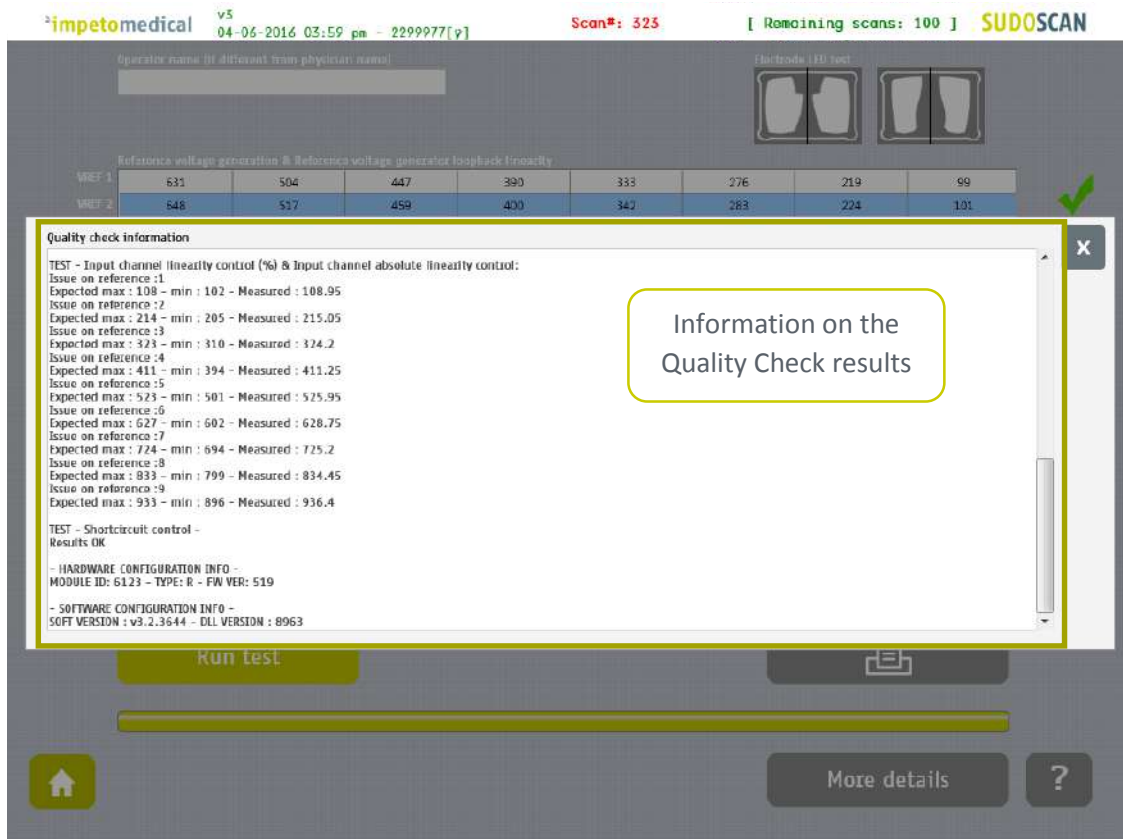 impetomedical
v3
04-06-2016 03:59 pm - 2299977[♀]
Scan#: 323
[ Remaining scans: 100 ]
SUDOSCAN
Operator name (if different from physician name)
Electrode LED test
Reference voltage generation & Reference voltage generator loopback linearity
VREF 1 631 504 447 390 333 276 219 99
VREF 2 648 517 459 400 342 283 224 101
Quality check information
X
TEST - Input channel linearity control (%) & Input channel absolute linearity control:
Issue on reference :1
Expected max : 108 - min : 102 - Measured : 108.95
Issue on reference :2
Expected max : 214 - min : 205 - Measured : 215.05
Issue on reference :3
Expected max : 323 - min : 310 - Measured : 324.2
Issue on reference :4
Expected max : 411 - min : 394 - Measured : 411.25
Issue on reference :5
Expected max : 523 - min : 501 - Measured : 525.95
Issue on reference :6
Expected max : 627 - min : 602 - Measured : 628.75
Issue on reference :7
Expected max : 724 - min : 694 - Measured : 725.2
Issue on reference :8
Expected max : 833 - min : 799 - Measured : 834.45
Issue on reference :9
Expected max : 933 - min : 896 - Measured : 936.4
TEST - Shortcircuit control -
Results OK
- HARDWARE CONFIGURATION INFO -
MODULE ID: 6123 - TYPE: R - FW VER: 519
- SOFTWARE CONFIGURATION INFO -
SOFT VERSION : v3.2.3644 - DLL VERSION : 8963
Information on the
Quality Check results
Run test
More details
?